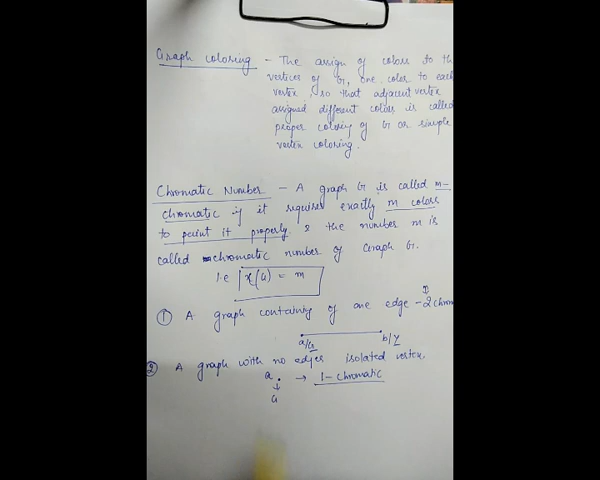 Graph coloring - The assign of colors to th
vertices of G, one color to each
vertex, so that adjacent vertex
assigned different colors is called
proper coloring of G or simple
vertex coloring.
Chromatic Number - A graph G is called m-
chromatic if it requires exactly m colors
to paint it properly & the number m is
called chromatic number of Graph G.
i.e χ(G) = m
① A graph containing of one edge - 2 chrom
a/G b/Y
② A graph with no edges isolated vertex
a. → 1-chromatic
↓
G